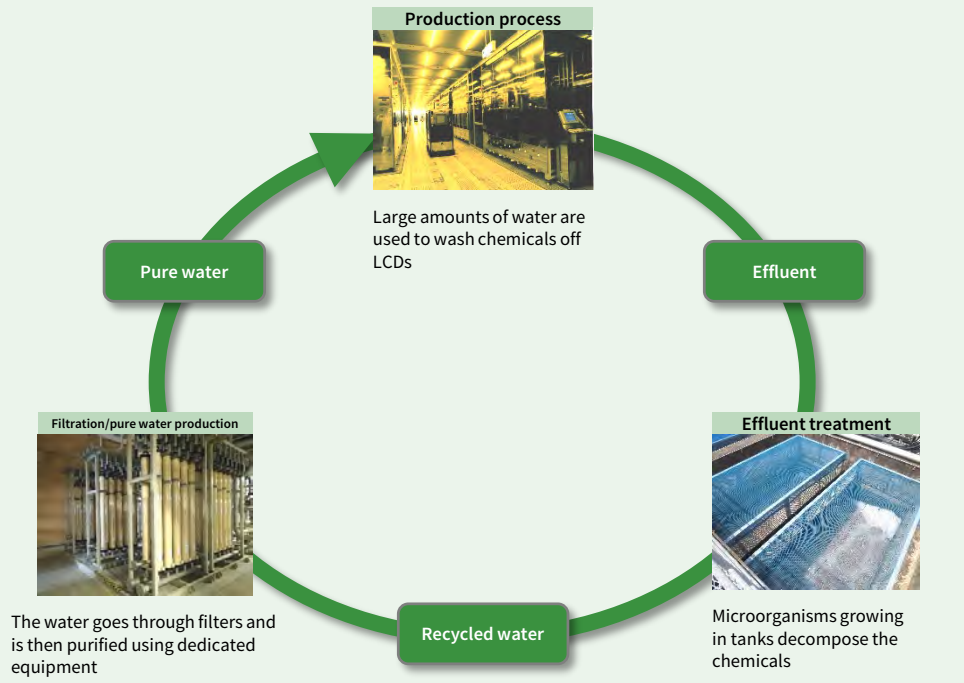 Production process
Large amounts of water are
used to wash chemicals off
LCDs
Pure water
Effluent
Filtration/pure water production
Effluent treatment
The water goes through filters and
is then purified using dedicated
equipment
Recycled water
Microorganisms growing
in tanks decompose the
chemicals